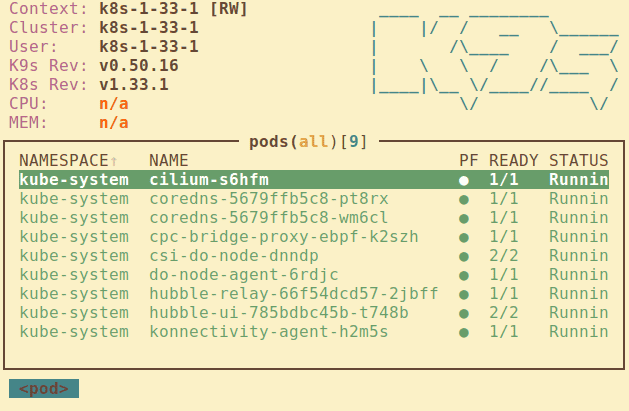 Context: k8s-1-33-1 [RW]
Cluster: k8s-1-33-1
User: k8s-1-33-1
K9s Rev: v0.50.16
K8s Rev: v1.33.1
CPU: n/a
MEM: n/a
pods(all)[9]
NAMESPACE↑ NAME PF READY STATUS
kube-system cilium-s6hfm ● 1/1 Runnin
kube-system coredns-5679ffb5c8-pt8rx ● 1/1 Runnin
kube-system coredns-5679ffb5c8-wm6cl ● 1/1 Runnin
kube-system cpc-bridge-proxy-ebpf-k2szh ● 1/1 Runnin
kube-system csi-do-node-dnndp ● 2/2 Runnin
kube-system do-node-agent-6rdjc ● 1/1 Runnin
kube-system hubble-relay-66f54dcd57-2jbff ● 1/1 Runnin
kube-system hubble-ui-785bdbc45b-t748b ● 2/2 Runnin
kube-system konnectivity-agent-h2m5s ● 1/1 Runnin
<pod>